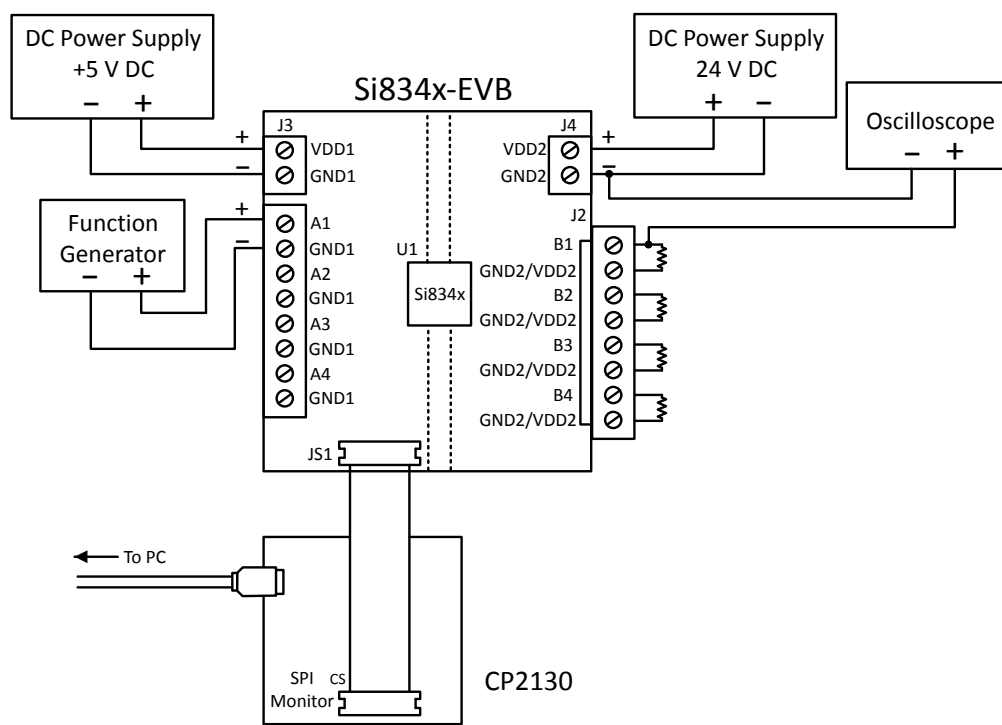 DC Power Supply
+5 V DC
− +
DC Power Supply
24 V DC
+ −
Si834x-EVB
Oscilloscope
− +
J3
+ VDD1
− GND1
J4
VDD2 +
GND2 −
Function
Generator
− +
+ A1
− GND1
A2
GND1
A3
GND1
A4
GND1
U1
Si834x
J2
B1
GND2/VDD2
B2
GND2/VDD2
B3
GND2/VDD2
B4
GND2/VDD2
JS1
To PC
SPI CS
Monitor
CP2130